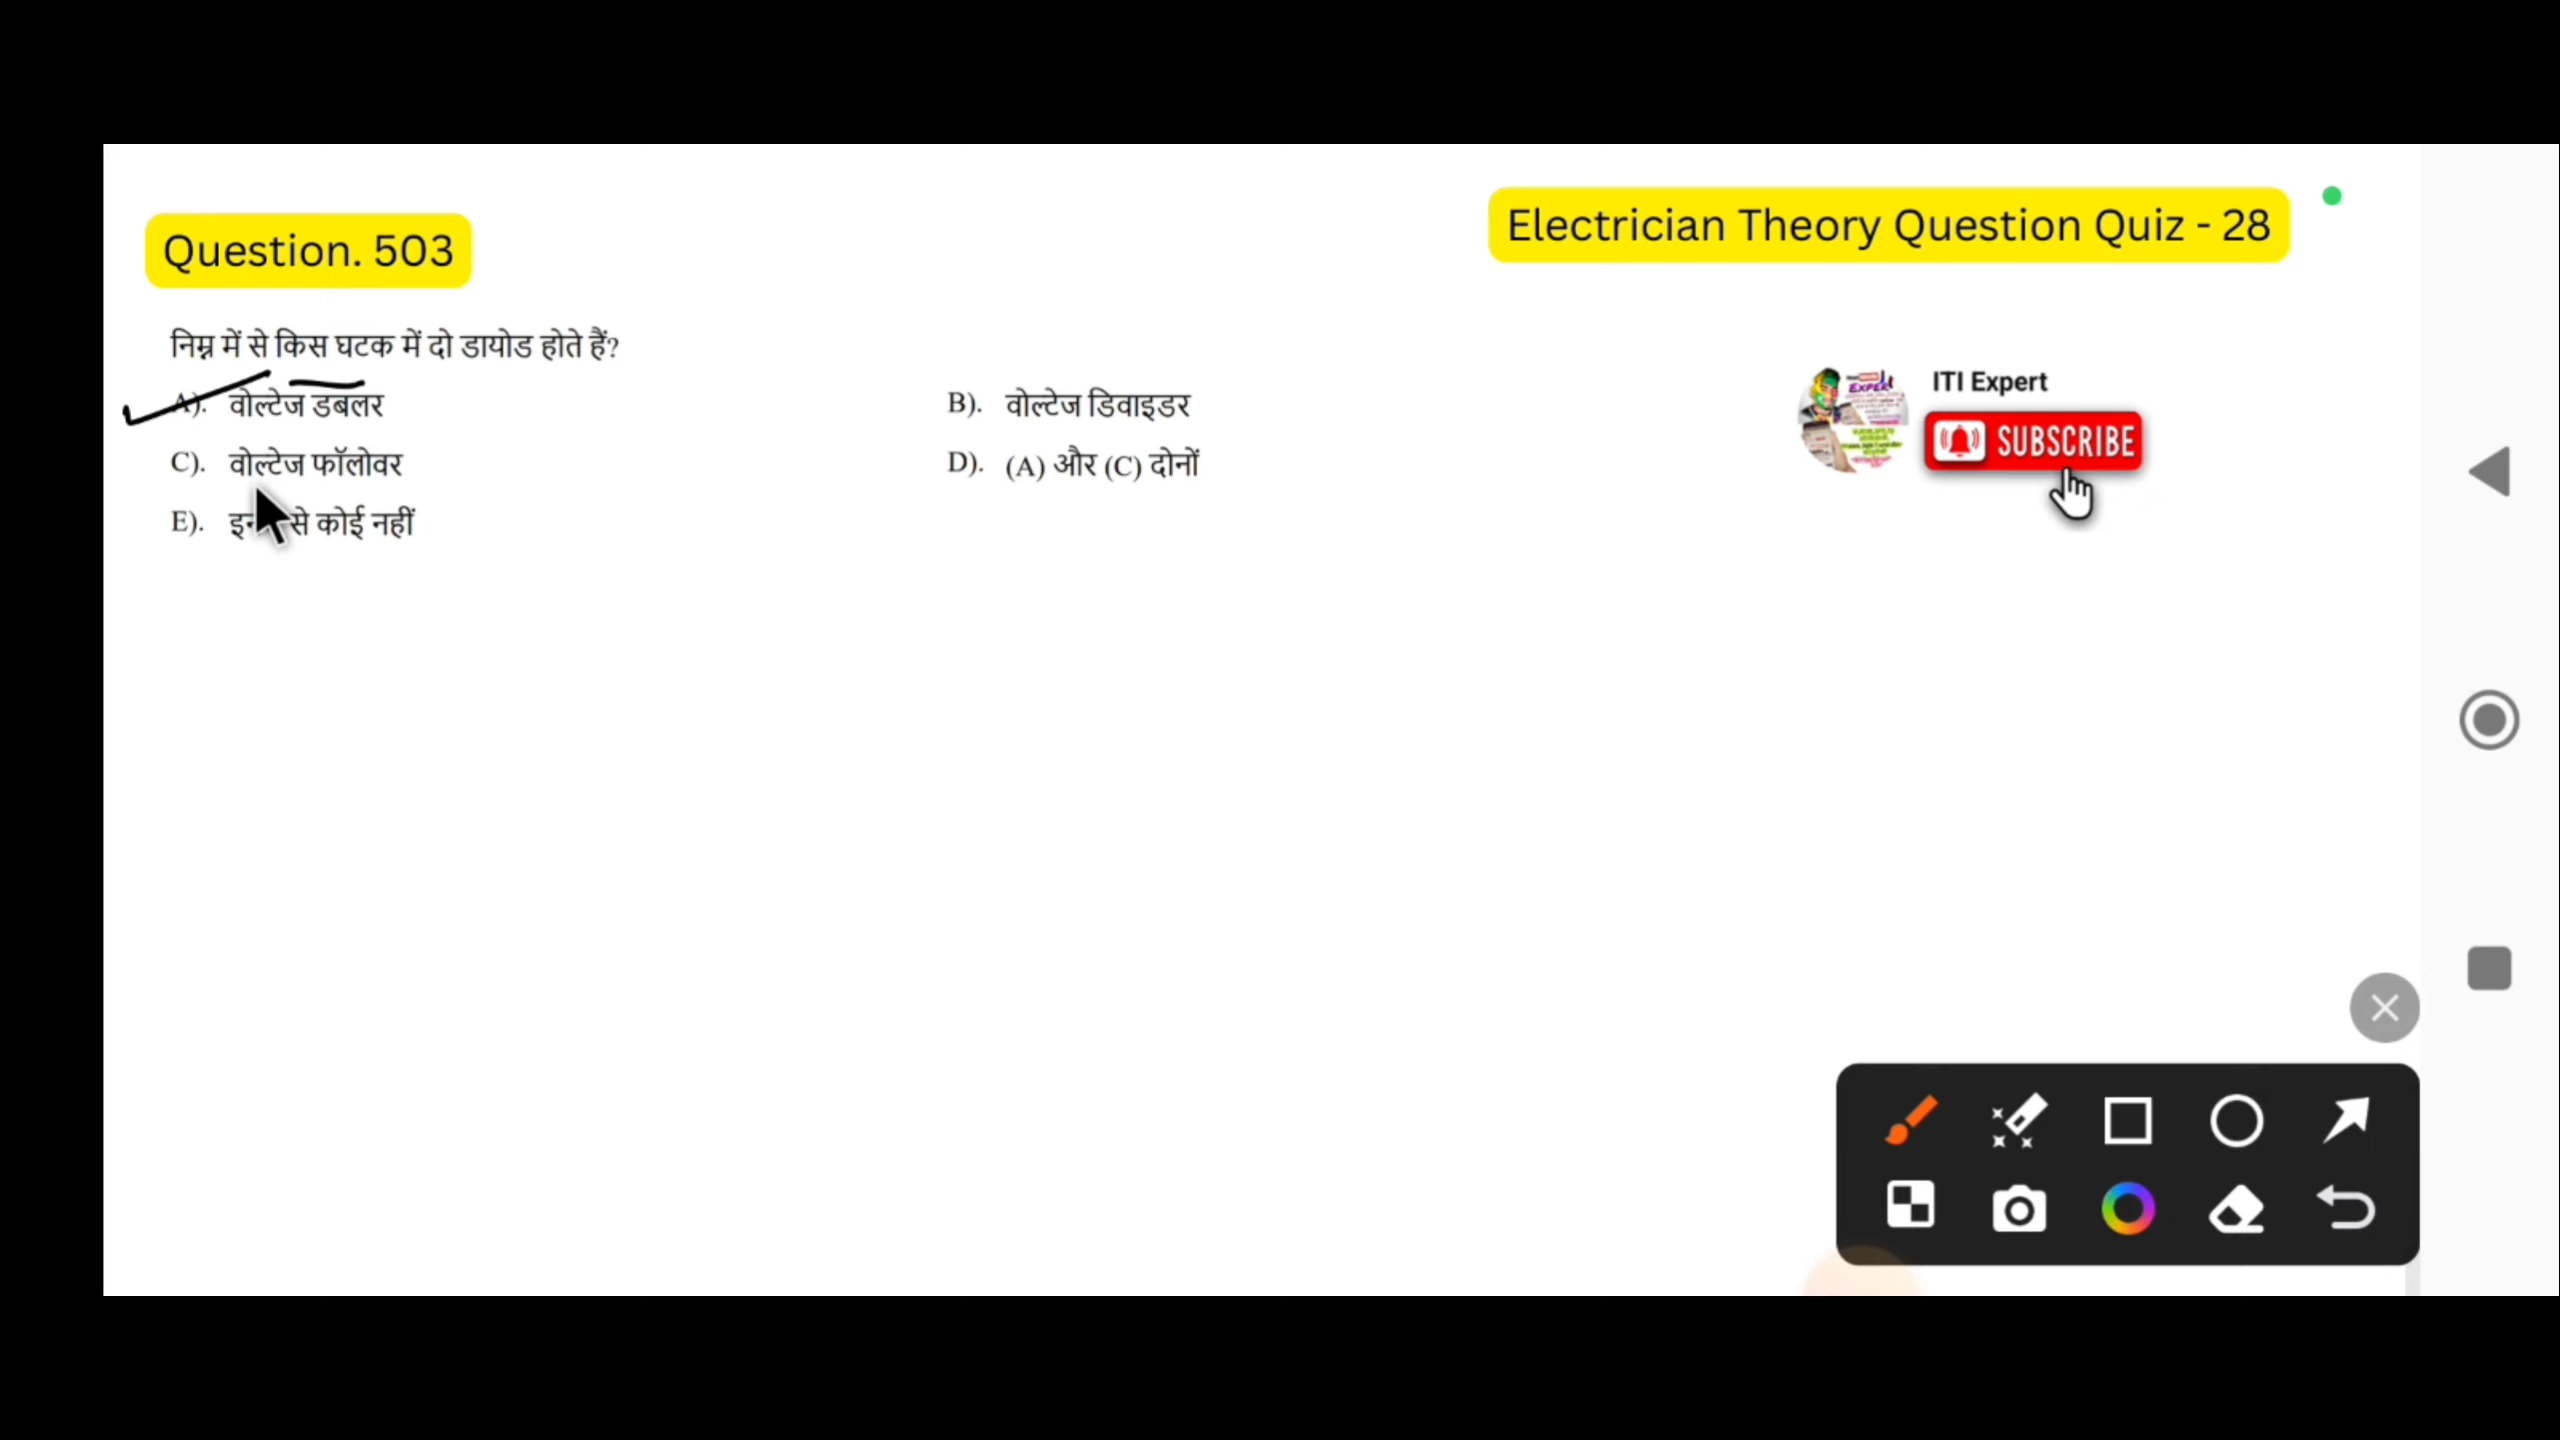 Electrician Theory Question Quiz - 28
Question. 503
निम्न में से किस घटक में दो डायोड होते हैं?
A). वोल्टेज डबलर
B). वोल्टेज डिवाइडर
C). वोल्टेज फॉलोवर
D). (A) और (C) दोनों
E). से कोई नहीं
ITI Expert
SUBSCRIBE